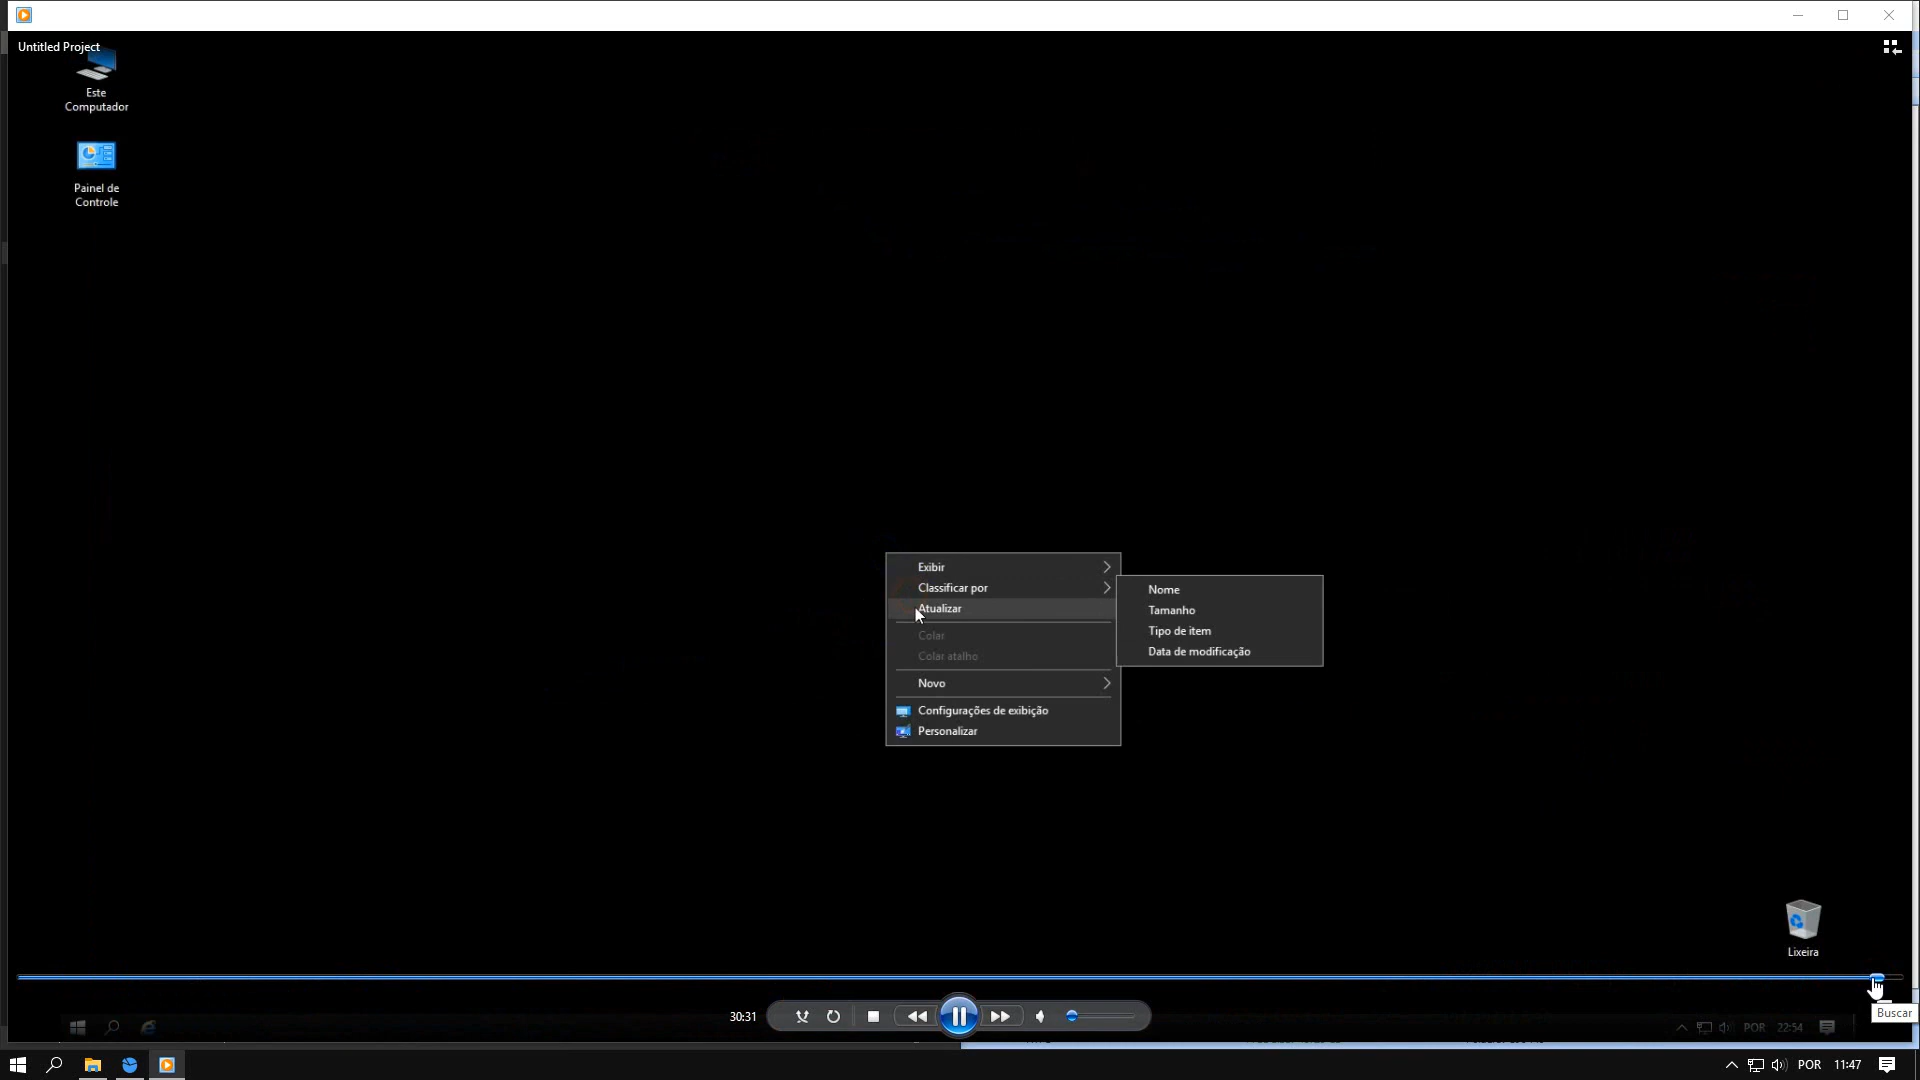 Untitled Project
Este
Computador
Painel de
Controle
Exibir
Classificar por
Atualizar
Colar
Colar atalho
Novo
Configurações de exibição
Personalizar
Nome
Tamanho
Tipo de item
Data de modificação
Lixeira
Buscar
30:31
POR 22:54
POR 11:47